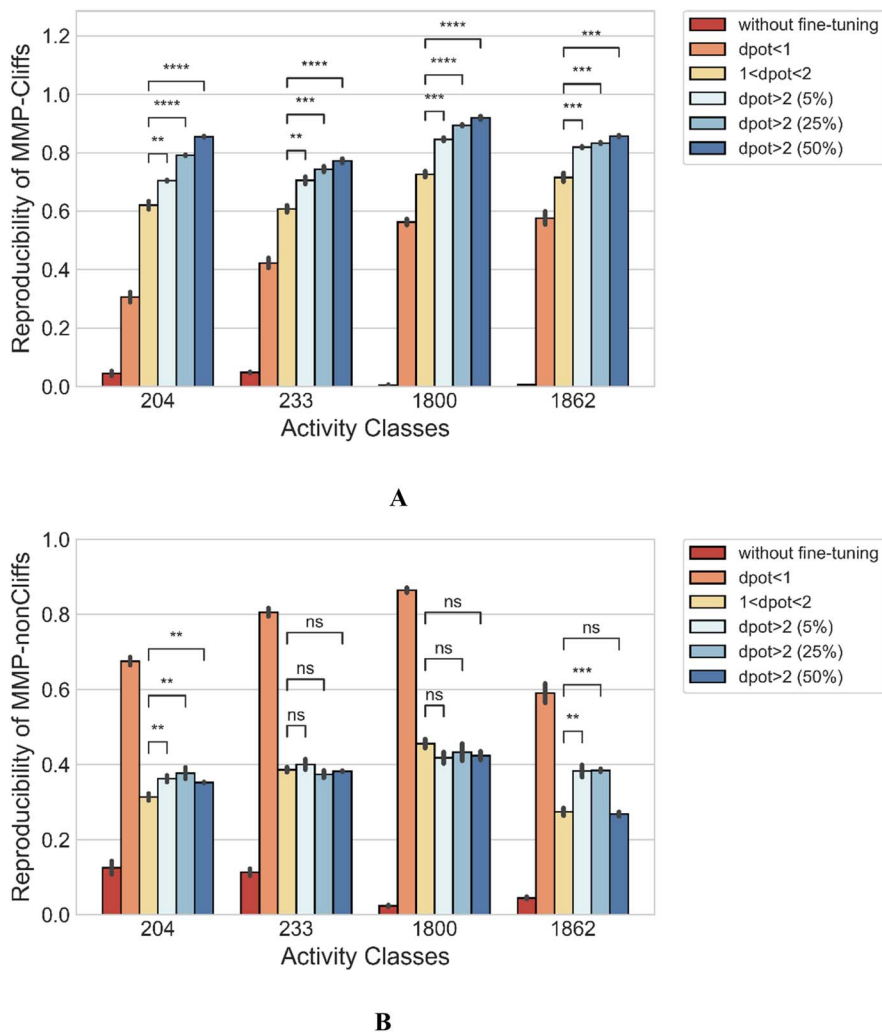 Reproducibility of MMP-Cliffs
1.2
1.0
0.8
0.6
0.4
0.2
0.0
**** **** **
**** *** **
**** **** ***
*** *** ***
204 233 1800 1862
Activity Classes
without fine-tuning
dpot<1
1<dpot<2
dpot>2 (5%)
dpot>2 (25%)
dpot>2 (50%)
A
Reproducibility of MMP-nonCliffs
1.0
0.8
0.6
0.4
0.2
0.0
** ** **
ns ns ns
ns ns ns
ns *** **
204 233 1800 1862
Activity Classes
without fine-tuning
dpot<1
1<dpot<2
dpot>2 (5%)
dpot>2 (25%)
dpot>2 (50%)
B